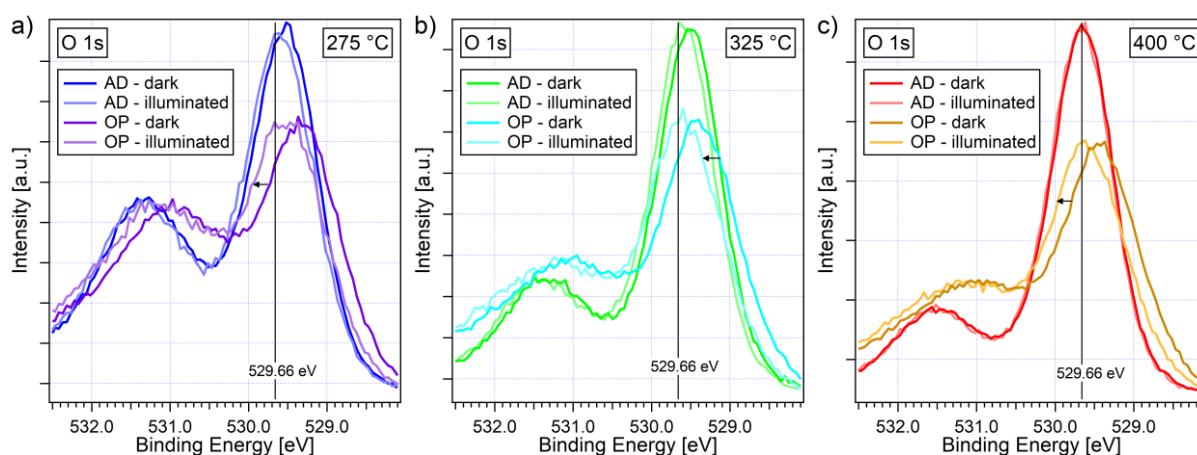 a)
O 1s
275 °C
AD - dark
AD - illuminated
OP - dark
OP - illuminated
Intensity [a.u.]
529.66 eV
532.0
531.0
530.0
529.0
Binding Energy [eV]
b)
O 1s
325 °C
AD - dark
AD - illuminated
OP - dark
OP - illuminated
Intensity [a.u.]
529.66 eV
532.0
531.0
530.0
529.0
Binding Energy [eV]
c)
O 1s
400 °C
AD - dark
AD - illuminated
OP - dark
OP - illuminated
Intensity [a.u.]
529.66 eV
532.0
531.0
530.0
529.0
Binding Energy [eV]